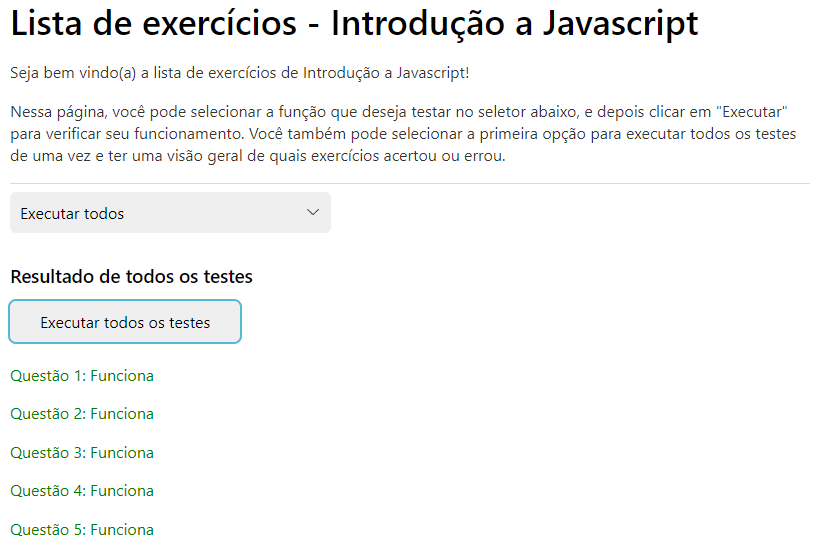 Lista de exercícios - Introdução a Javascript
Seja bem vindo(a) a lista de exercícios de Introdução a Javascript!
Nessa página, você pode selecionar a função que deseja testar no seletor abaixo, e depois clicar em "Executar"
para verificar seu funcionamento. Você também pode selecionar a primeira opção para executar todos os testes
de uma vez e ter uma visão geral de quais exercícios acertou ou errou.
Executar todos
Resultado de todos os testes
Executar todos os testes
Questão 1: Funciona
Questão 2: Funciona
Questão 3: Funciona
Questão 4: Funciona
Questão 5: Funciona